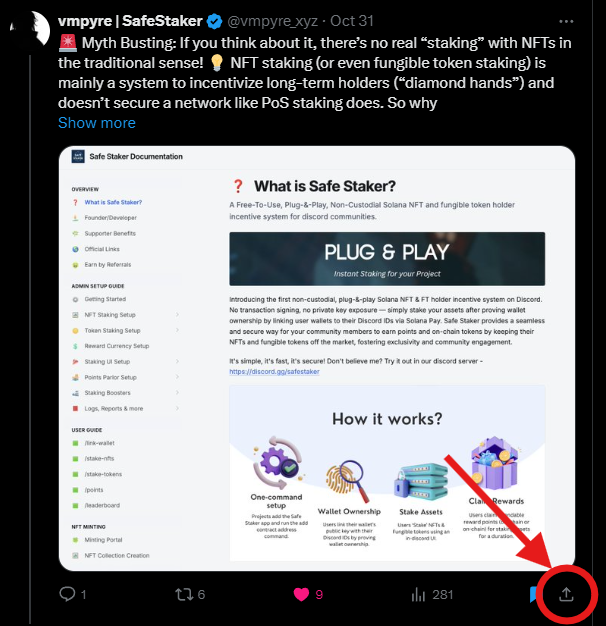 vmpyre | SafeStaker @vmpyre_xyz · Oct 31
🚨 Myth Busting: If you think about it, there's no real “staking” with NFTs in
the traditional sense! 💡 NFT staking (or even fungible token staking) is
mainly a system to incentivize long-term holders (“diamond hands”) and
doesn't secure a network like PoS staking does. So why
Show more
Safe Staker Documentation
OVERVIEW
❓ What is Safe Staker?
Founder/Developer
Supporter Benefits
Official Links
Earn by Referrals
ADMIN SETUP GUIDE
Getting Started
NFT Staking Setup
Token Staking Setup
Reward Currency Setup
Staking UI Setup
Points Parlor Setup
Staking Boosters
Logs, Reports & more
USER GUIDE
/link-wallet
/stake-nfts
/stake-tokens
/points
/leaderboard
NFT MINTING
Minting Portal
NFT Collection Creation
❓ What is Safe Staker?
A Free-To-Use, Plug-&-Play, Non-Custodial Solana NFT and fungible token holder
incentive system for discord communities.
PLUG & PLAY
Instant Staking for your Project
Introducing the first non-custodial, plug-&-play Solana NFT & FT holder incentive system on Discord.
No transaction signing, no private key exposure — simply stake your assets after proving wallet
ownership by linking user wallets to their Discord IDs via Solana Pay. Safe Staker provides a seamless
and secure way for your community members to earn points and on-chain tokens by keeping their
NFTs and fungible tokens off the market, fostering exclusivity and community engagement.
It's simple, it's fast, it's secure! Don't believe me? Try it out in our discord server -
https://discord.gg/safestaker
How it works?
One-command
setup
Projects add the Safe
Staker app and run the add
contract address
command.
Wallet Ownership
Users link their wallet's
public key with their
Discord IDs by proving
wallet ownership.
Stake Assets
Users 'Stake' NFTs &
Fungible tokens using an
in-discord UI.
Rewards
Users claim
reward points
on-chain) for
for a duration.
1
6
9
281